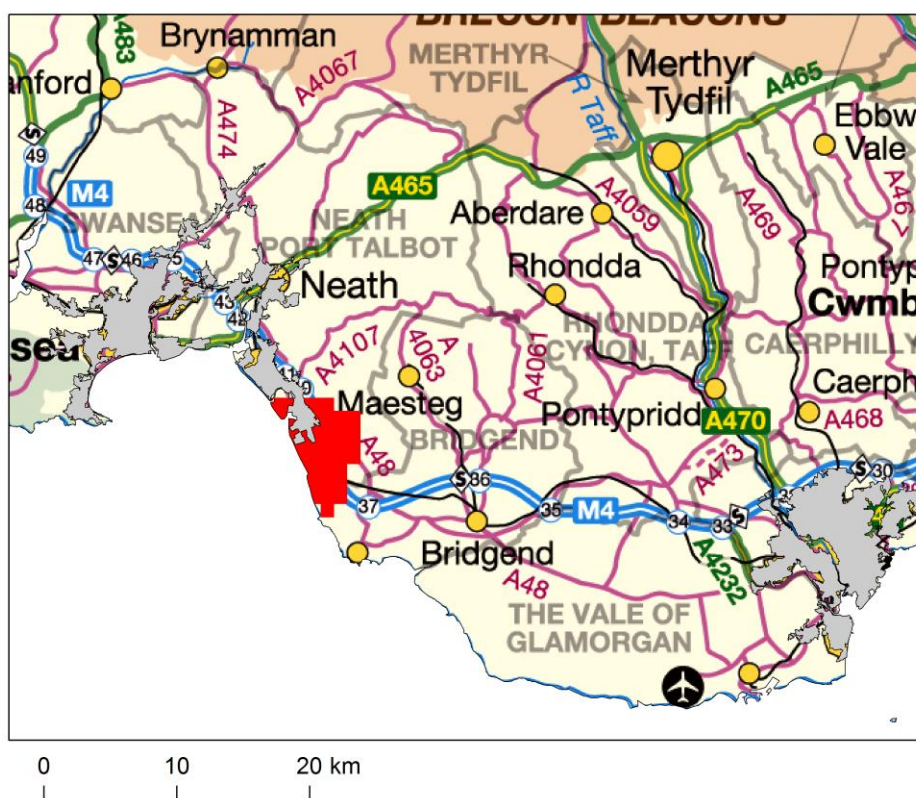 BRECON BEACONS
A483
Brynamman
A4067
MERTHYR
TYDFIL
Merthyr
Tydfil
A465
anford
R Taff
S
A474
Ebbw
Vale
49
48
M4
A465
A4059
A469
A467
SWANSE
NEATH
PORT TALBOT
Aberdare
47
S
46
Rhondda
Pontyp
Cwmb
43
Neath
42
RHONDDA
CYNON, TAFF
CAERPHILLY
sea
A4107
A
4063
A4061
Maesteg
Caerph
Pontypridd
A470
A468
BRIDGEND
A48
A473
S
36
S
30
37
35
M4
34
33
S
Bridgend
A48
A4232
THE VALE OF
GLAMORGAN
0
10
20 km